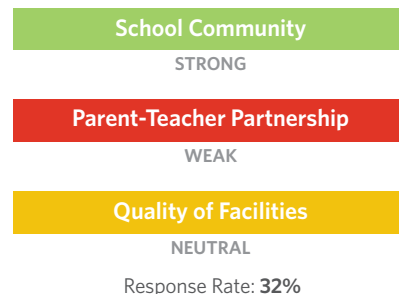 School Community
STRONG
Parent-Teacher Partnership
WEAK
Quality of Facilities
NEUTRAL
Response Rate: 32%